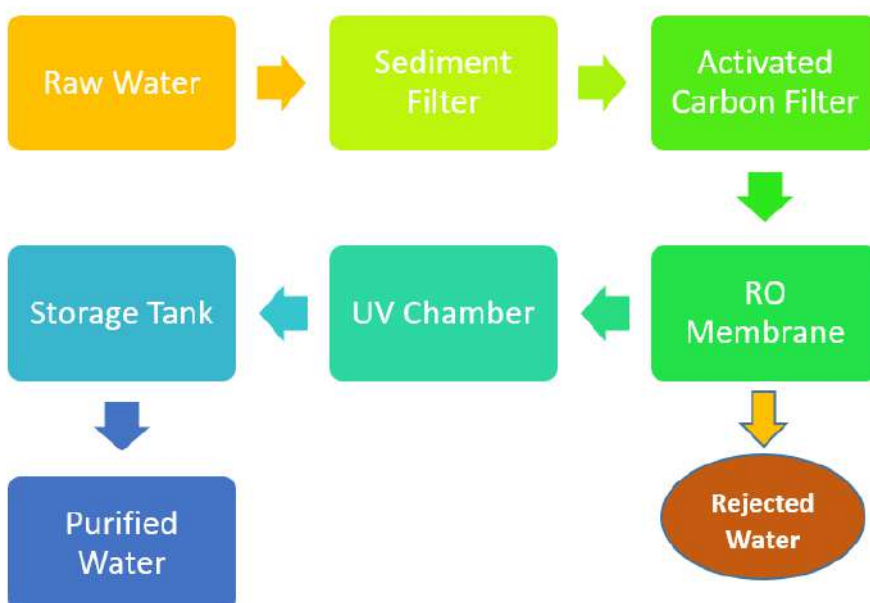 Raw Water
Sediment
Filter
Activated
Carbon Filter
RO
Membrane
UV Chamber
Storage Tank
Rejected
Water
Purified
Water